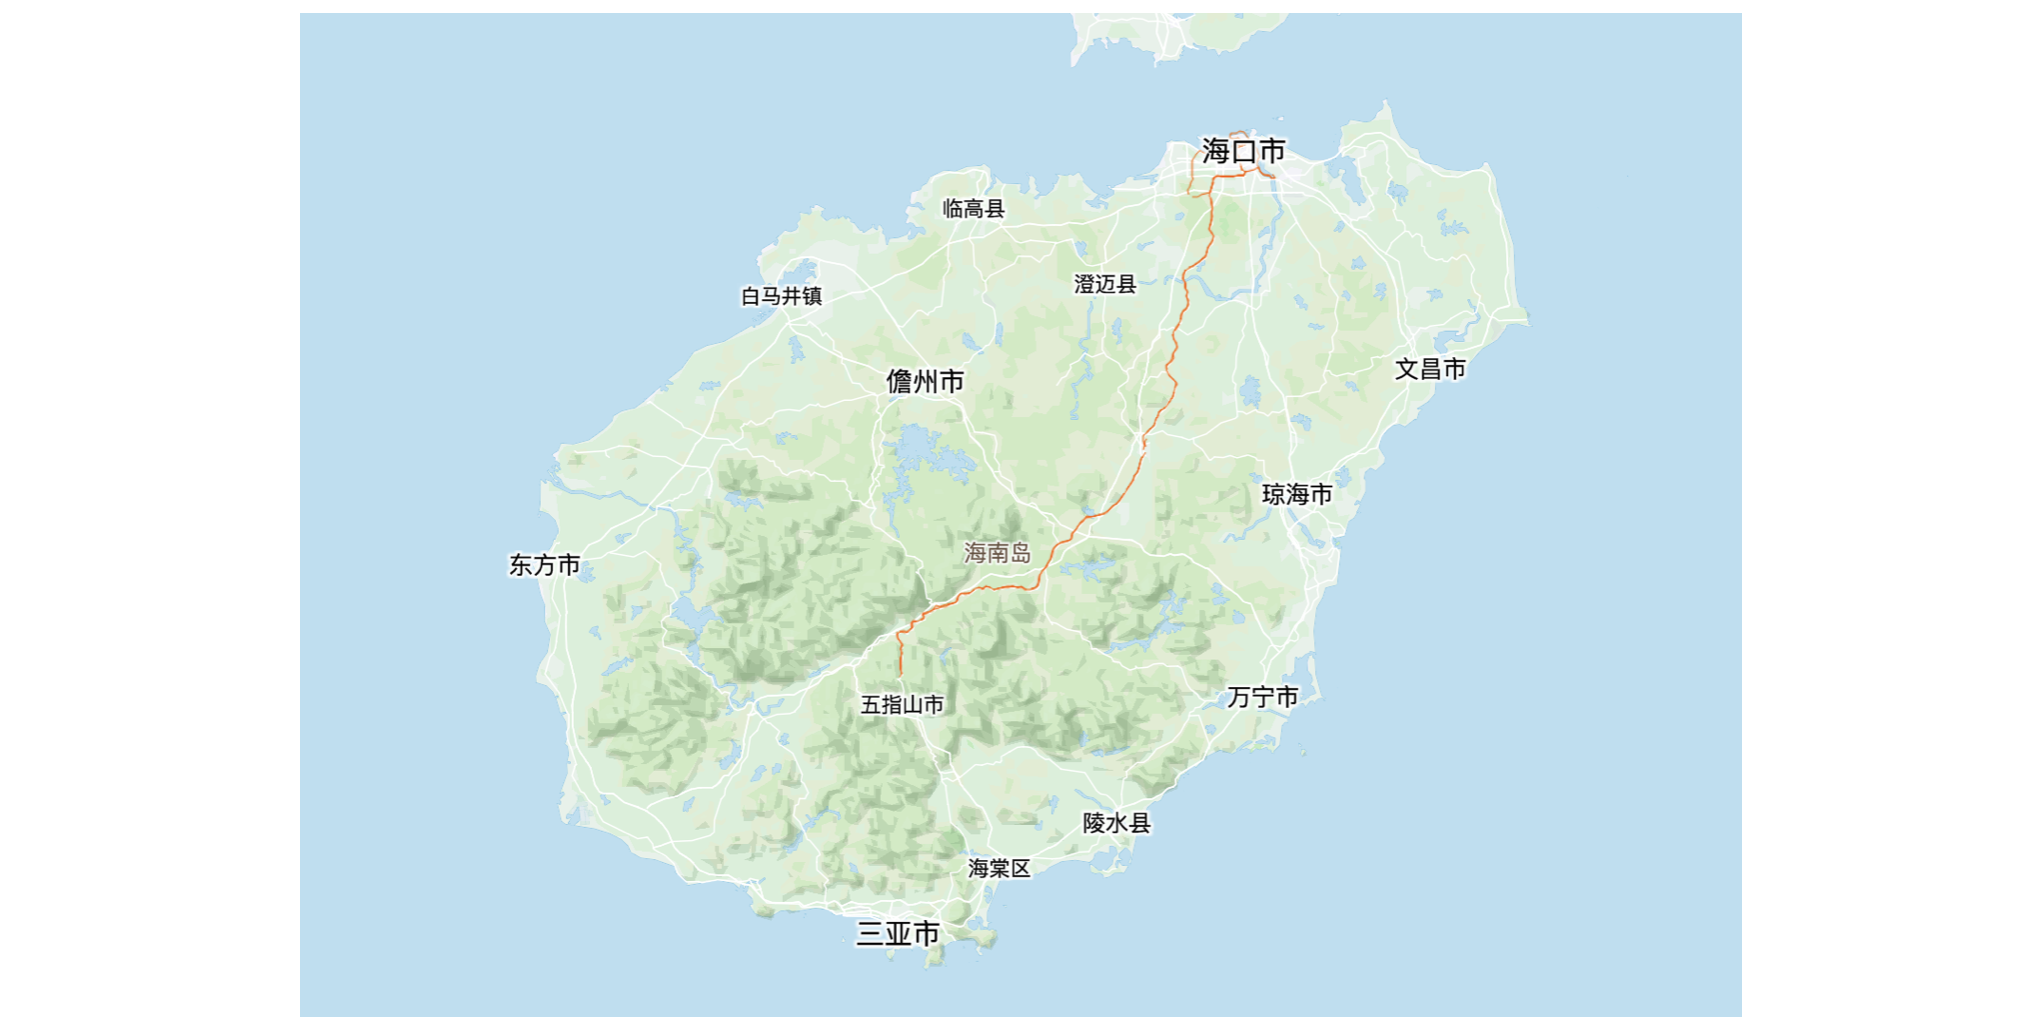 海口市
临高县
澄迈县
白马井镇
文昌市
儋州市
琼海市
海南岛
东方市
万宁市
五指山市
陵水县
海棠区
三亚市